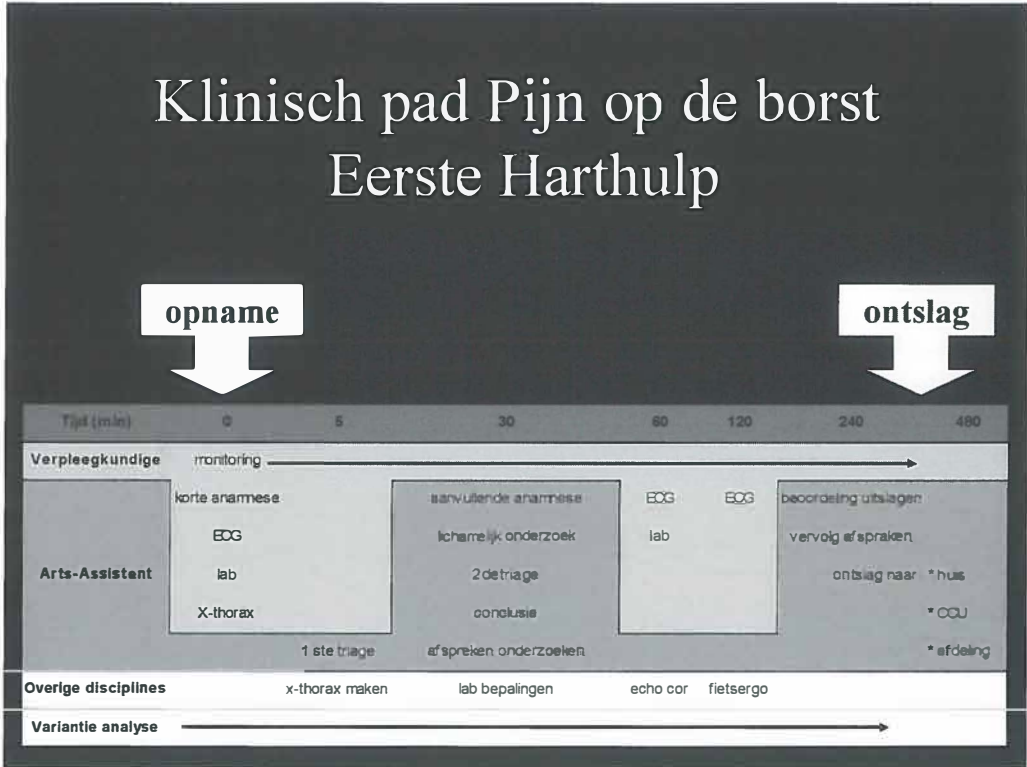 Klinisch pad Pijn op de borst
Eerste Harthulp
opname ontslag
Tijd (min) 0 5 30 60 120 240 480
Verpleegkundige monitoring
korte anamnese aanvullende anamnese ECG ECG beoordeling uitslagen
ECG lichamelijk onderzoek lab vervolg afspraken
Arts-Assistent lab 2de triage ontslag naar * huis
X-thorax conclusie * CCU
1 ste triage afspreken onderzoeken * afdeling
Overige disciplines x-thorax maken lab bepalingen echo cor fietsergo
Variantie analyse